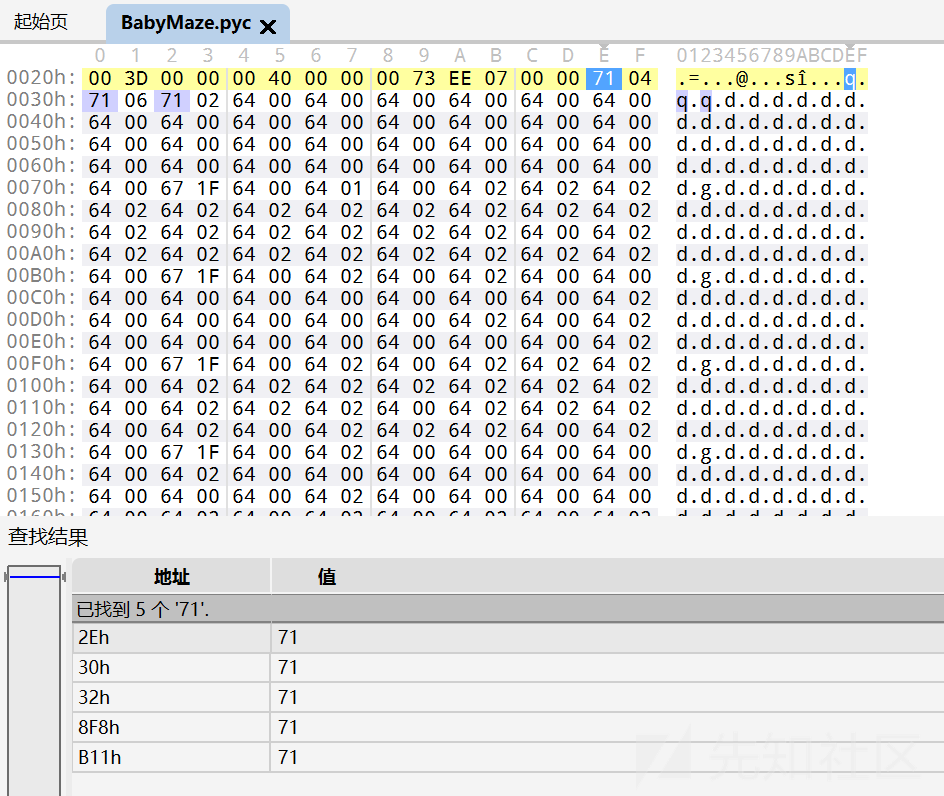 起始页 BabyMaze.pyc
0 1 2 3 4 5 6 7 8 9 A B C D E F 0123456789ABCDEF
0020h: 00 3D 00 00 00 40 00 00 00 73 EE 07 00 00 71 04 .=...@...sî...q.
0030h: 71 06 71 02 64 00 64 00 64 00 64 00 64 00 64 00 q.q.d.d.d.d.d.d.
0040h: 64 00 64 00 64 00 64 00 64 00 64 00 64 00 64 00 d.d.d.d.d.d.d.d.
0050h: 64 00 64 00 64 00 64 00 64 00 64 00 64 00 64 00 d.d.d.d.d.d.d.d.
0060h: 64 00 64 00 64 00 64 00 64 00 64 00 64 00 64 00 d.d.d.d.d.d.d.d.
0070h: 64 00 67 1F 64 00 64 01 64 00 64 02 64 02 64 02 d.g.d.d.d.d.d.d.
0080h: 64 02 64 02 64 02 64 02 64 02 64 02 64 02 64 02 d.d.d.d.d.d.d.d.
0090h: 64 02 64 02 64 02 64 02 64 02 64 02 64 02 64 02 d.d.d.d.d.d.d.d.
00A0h: 64 02 64 02 64 02 64 02 64 02 64 02 64 02 64 02 d.d.d.d.d.d.d.d.
00B0h: 64 00 67 1F 64 00 64 02 64 00 64 02 64 00 64 00 d.g.d.d.d.d.d.d.
00C0h: 64 00 64 00 64 00 64 00 64 00 64 00 64 00 64 02 d.d.d.d.d.d.d.d.
00D0h: 64 00 64 00 64 00 64 02 64 00 64 02 64 00 64 02 d.d.d.d.d.d.d.d.
00E0h: 64 00 64 00 64 00 64 02 64 00 64 00 64 00 64 02 d.d.d.d.d.d.d.d.
00F0h: 64 00 67 1F 64 00 64 02 64 00 64 02 64 02 64 02 d.g.d.d.d.d.d.d.
0100h: 64 00 64 02 64 02 64 02 64 02 64 02 64 00 64 02 d.d.d.d.d.d.d.d.
0110h: 64 00 64 02 64 02 64 02 64 00 64 02 64 02 64 02 d.d.d.d.d.d.d.d.
0120h: 64 00 64 02 64 00 64 02 64 02 64 02 64 00 64 02 d.d.d.d.d.d.d.d.
0130h: 64 00 67 1F 64 00 64 02 64 00 64 00 64 00 64 00 d.g.d.d.d.d.d.d.
0140h: 64 00 64 02 64 00 64 00 64 00 64 00 64 00 64 00 d.d.d.d.d.d.d.d.
0150h: 64 00 64 00 64 00 64 02 64 00 64 00 64 00 64 00 d.d.d.d.d.d.d.d.
查找结果
地址 值
已找到 5 个 '71'.
2Eh 71
30h 71
32h 71
8F8h 71
B11h 71
先知社区